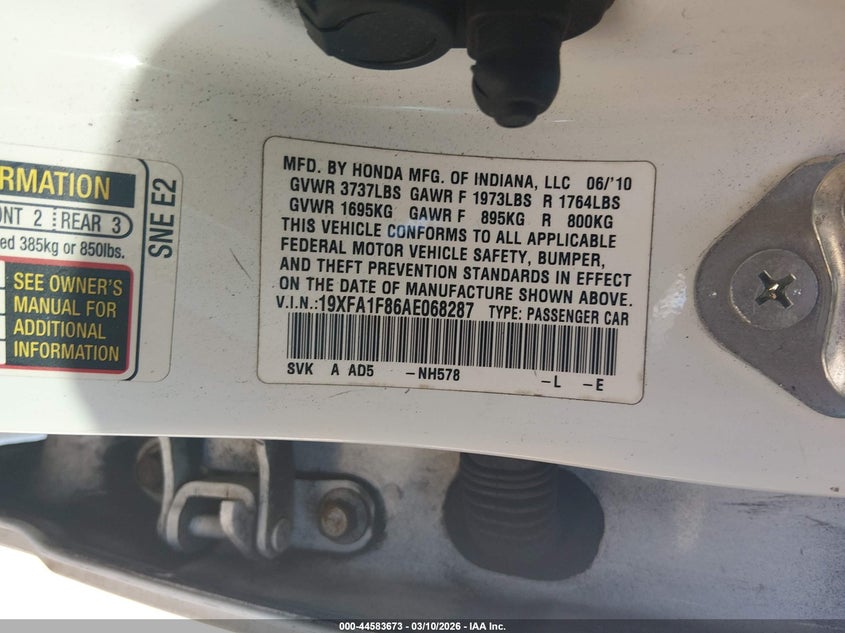 RMATION
NT 2 REAR 3
ed 385kg or 850lbs.
SEE OWNER'S
MANUAL FOR
ADDITIONAL
INFORMATION
SNE E2
MFD. BY HONDA MFG. OF INDIANA, LLC 06/'10
GVWR 3737LBS GAWR F 1973LBS R 1764LBS
GVWR 1695KG GAWR F 895KG R 800KG
THIS VEHICLE CONFORMS TO ALL APPLICABLE
FEDERAL MOTOR VEHICLE SAFETY, BUMPER,
AND THEFT PREVENTION STANDARDS IN EFFECT
ON THE DATE OF MANUFACTURE SHOWN ABOVE.
V.I.N.:19XFA1F86AE068287 TYPE: PASSENGER CAR
SVK A AD5 -NH578 -L -E
000-44583673 - 03/10/2026 - IAA Inc.